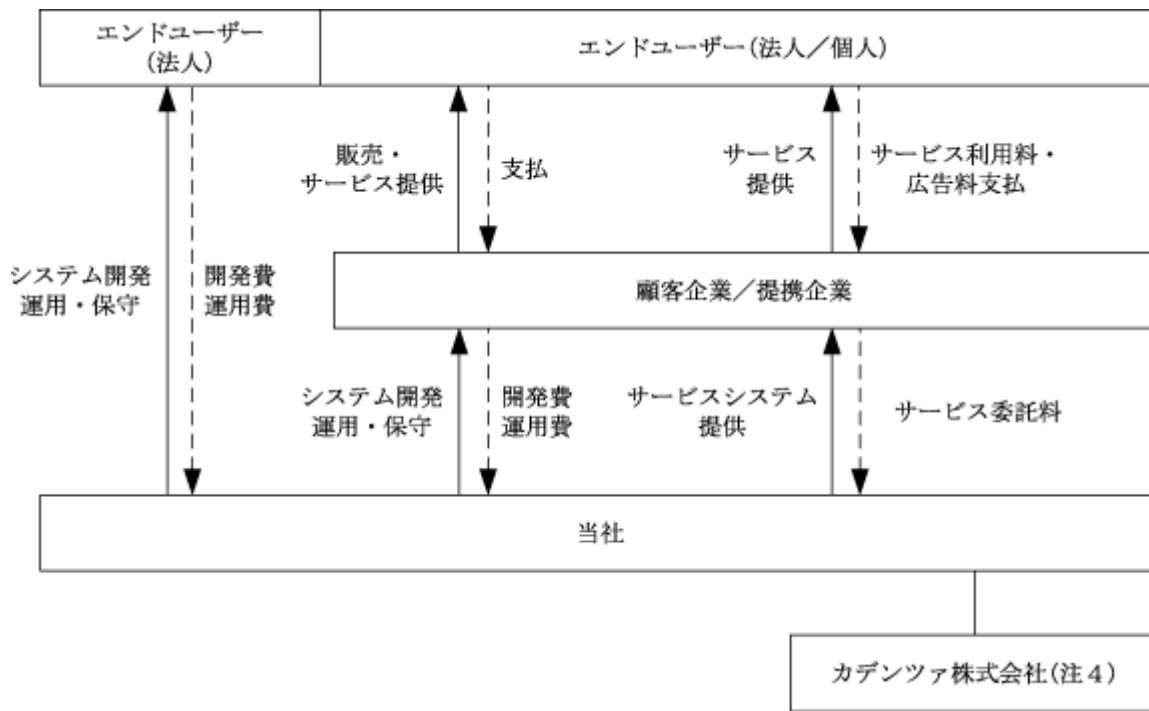 エンドユーザー
(法人)
エンドユーザー(法人／個人)
販売・
サービス提供
支払
サービス
提供
サービス利用料・
広告料支払
システム開発
運用・保守
開発費
運用費
顧客企業／提携企業
システム開発
運用・保守
開発費
運用費
サービスシステム
提供
サービス委託料
当社
カデンツァ株式会社(注４)